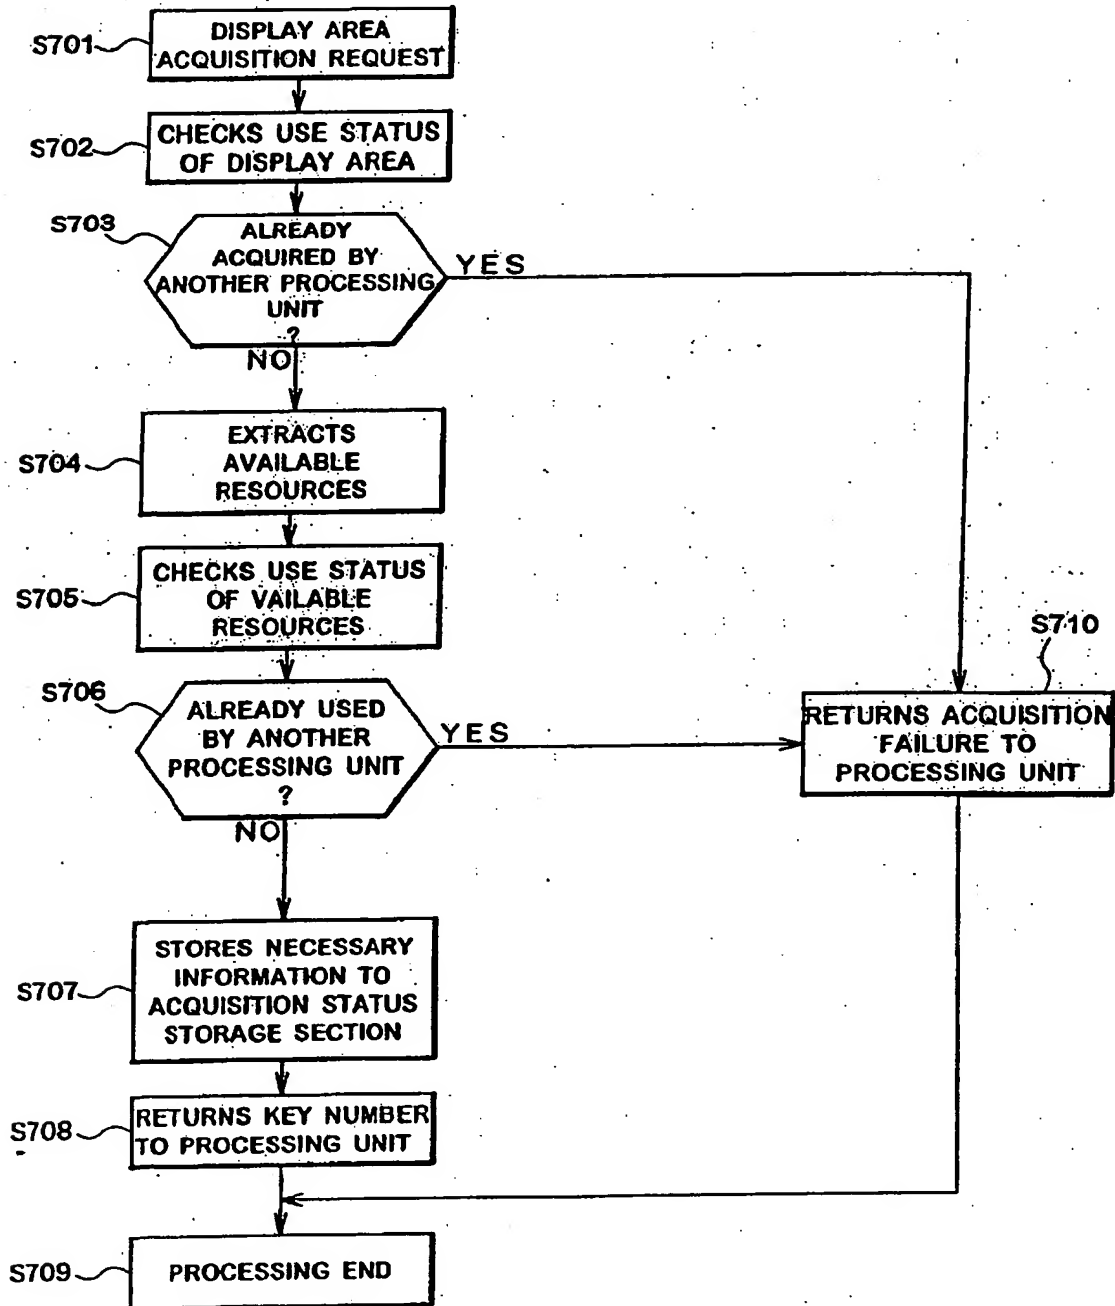 S701
DISPLAY AREA
ACQUISITION REQUEST
S702
CHECKS USE STATUS
OF DISPLAY AREA
S703
ALREADY
ACQUIRED BY
ANOTHER PROCESSING
UNIT
?
YES
NO
S704
EXTRACTS
AVAILABLE
RESOURCES
S705
CHECKS USE STATUS
OF VAILABLE
RESOURCES
S706
ALREADY USED
BY ANOTHER
PROCESSING UNIT
?
YES
NO
S710
RETURNS ACQUISITION
FAILURE TO
PROCESSING UNIT
S707
STORES NECESSARY
INFORMATION TO
ACQUISITION STATUS
STORAGE SECTION
S708
RETURNS KEY NUMBER
TO PROCESSING UNIT
S709
PROCESSING END